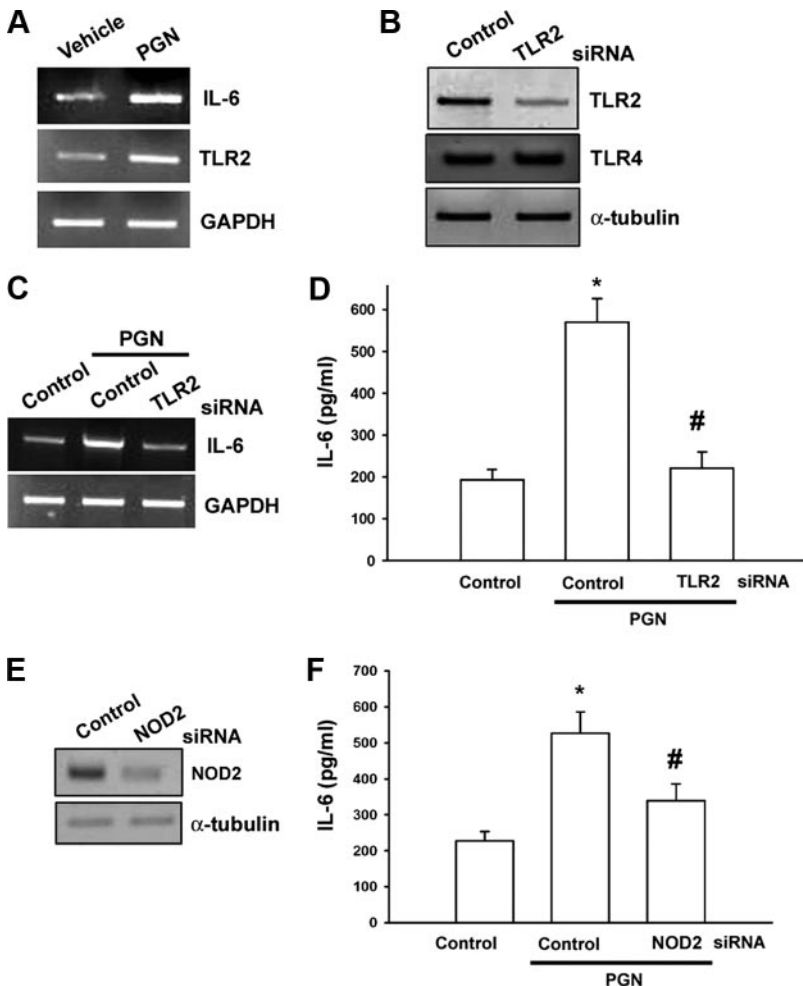 A
Vehicle PGN
IL-6
TLR2
GAPDH
B
Control TLR2 siRNA
TLR2
TLR4
α-tubulin
C
PGN
Control Control TLR2 siRNA
IL-6
GAPDH
D
IL-6 (pg/ml)
600
500
400
300
200
100
0
*
#
Control Control TLR2 siRNA
PGN
E
Control NOD2 siRNA
NOD2
α-tubulin
F
IL-6 (pg/ml)
700
600
500
400
300
200
100
0
*
#
Control Control NOD2 siRNA
PGN